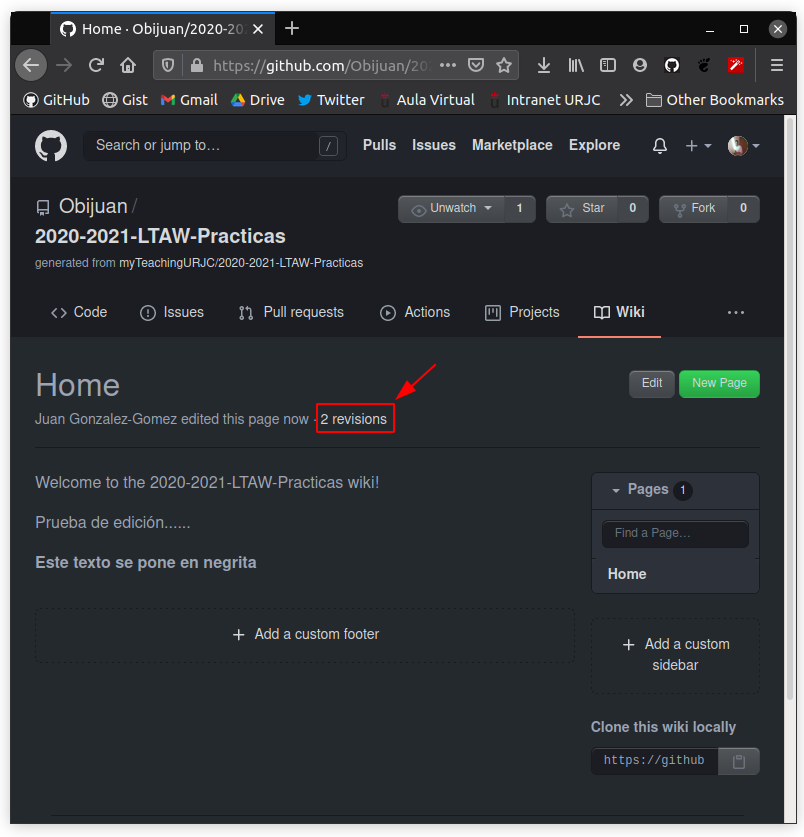 Home · Obijuan/2020-20
https://github.com/Obijuan/20
GitHub Gist Gmail Drive Twitter Aula Virtual Intranet URJC Other Bookmarks
Search or jump to… / Pulls Issues Marketplace Explore
Obijuan / Unwatch 1 Star 0 Fork 0
2020-2021-LTAW-Practicas
generated from myTeachingURJC/2020-2021-LTAW-Practicas
Code Issues Pull requests Actions Projects Wiki
Home Edit New Page
Juan Gonzalez-Gomez edited this page now · 2 revisions
Welcome to the 2020-2021-LTAW-Practicas wiki!
Prueba de edición......
Este texto se pone en negrita
Add a custom footer
Pages 1
Find a Page…
Home
Add a custom
sidebar
Clone this wiki locally
https://github